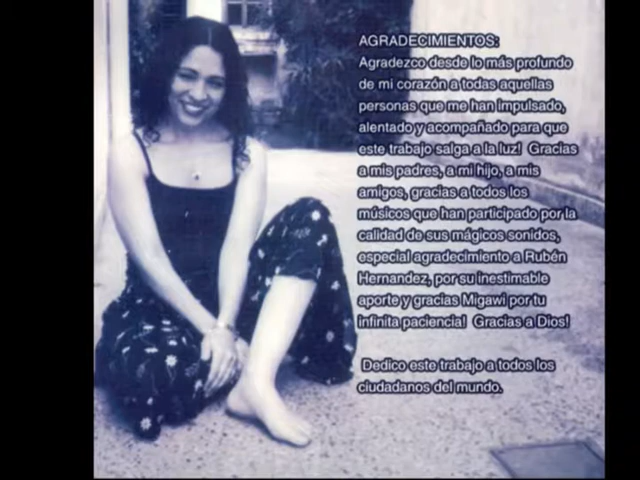 AGRADECIMIENTOS:
Agradezco desde lo más profundo
de mi corazón a todas aquellas
personas que me han impulsado,
alentado y acompañado para que
este trabajo salga a la luz! Gracias
a mis padres, a mi hijo, a mis
amigos, gracias a todos los
músicos que han participado por la
calidad de sus mágicos sonidos,
especial agradecimiento a Rubén
Hernandez, por su inestimable
aporte y gracias Migawi por tu
infinita paciencia! Gracias a Dios!
Dedico este trabajo a todos los
ciudadanos del mundo.